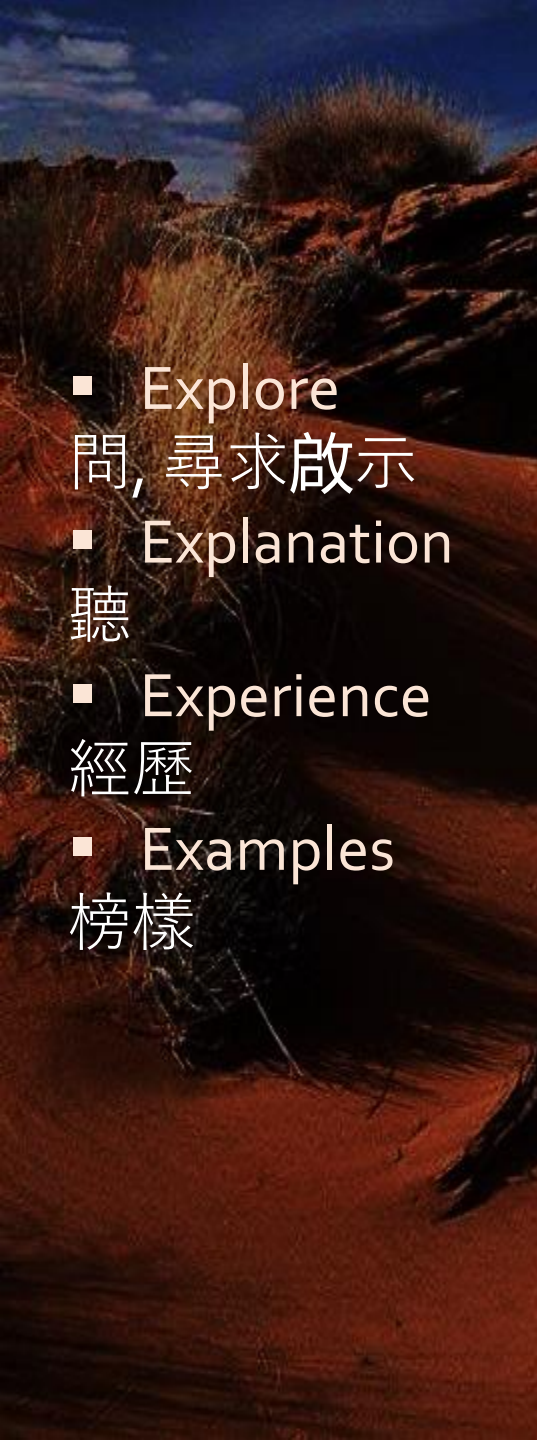 ▪ Explore
問, 尋求啟示
▪ Explanation
聽
▪ Experience
經歷
▪ Examples
榜樣